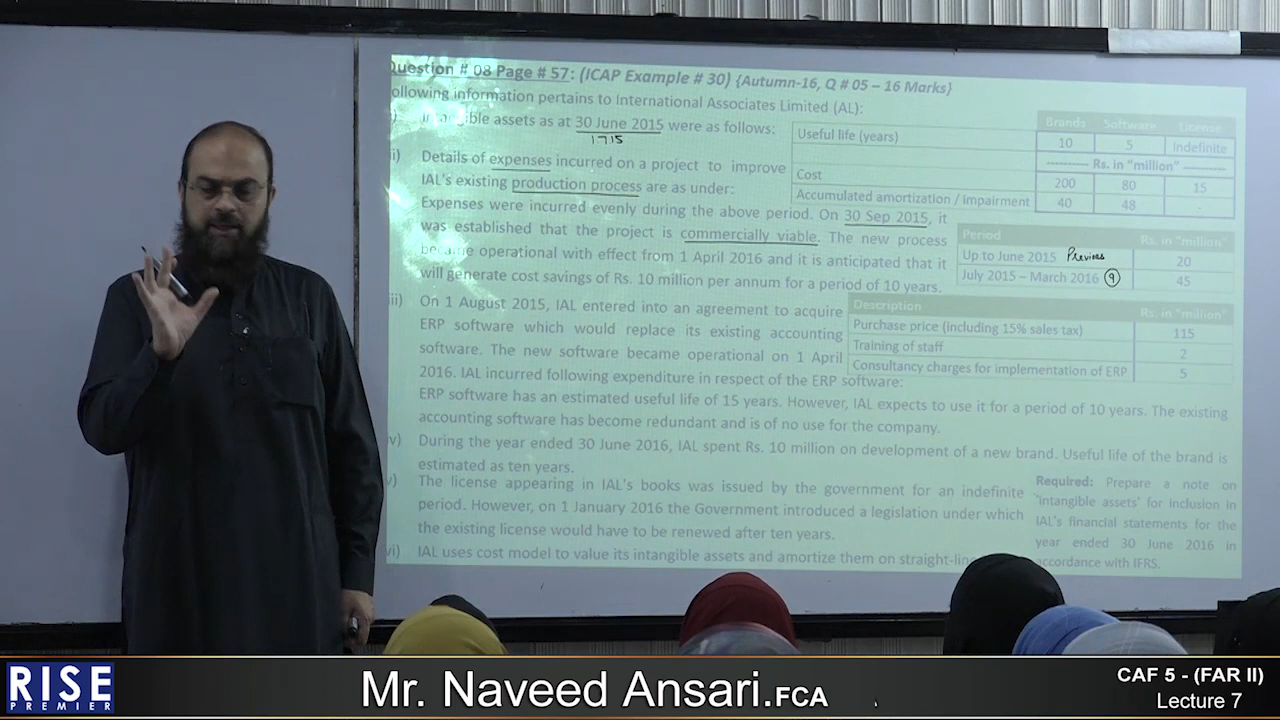 Question # 08 Page # 57: (ICAP Example # 30) {Autumn-16, Q # 05 – 16 Marks}
ollowing information pertains to International Associates Limited (AL):
Intangible assets as at 30 June 2015 were as follows:
1715
Brands Software License
Useful life (years) 10 5 Indefinite
---------- Rs. in “million” ----------
Cost 200 80 15
Accumulated amortization / Impairment 40 48 -
ii) Details of expenses incurred on a project to improve
IAL's existing production process are as under:
Expenses were incurred evenly during the above period. On 30 Sep 2015, it
was established that the project is commercially viable. The new process
became operational with effect from 1 April 2016 and it is anticipated that it
will generate cost savings of Rs. 10 million per annum for a period of 10 years.
Period Rs. in “million”
Up to June 2015 Previous 20
July 2015 – March 2016 9 45
iii) On 1 August 2015, IAL entered into an agreement to acquire
ERP software which would replace its existing accounting
software. The new software became operational on 1 April
2016. IAL incurred following expenditure in respect of the ERP software:
Description Rs. in “million”
Purchase price (including 15% sales tax) 115
Training of staff 2
Consultancy charges for implementation of ERP 5
ERP software has an estimated useful life of 15 years. However, IAL expects to use it for a period of 10 years. The existing
accounting software has become redundant and is of no use for the company.
iv) During the year ended 30 June 2016, IAL spent Rs. 10 million on development of a new brand. Useful life of the brand is
estimated as ten years.
v) The license appearing in IAL's books was issued by the government for an indefinite
period. However, on 1 January 2016 the Government introduced a legislation under which
the existing license would have to be renewed after ten years.
vi) IAL uses cost model to value its intangible assets and amortize them on straight-lin
Required: Prepare a note on
'intangible assets' for inclusion in
IAL's financial statements for the
year ended 30 June 2016 in
accordance with IFRS.
RISE
PREMIER
Mr. Naveed Ansari.FCA
CAF 5 - (FAR II)
Lecture 7